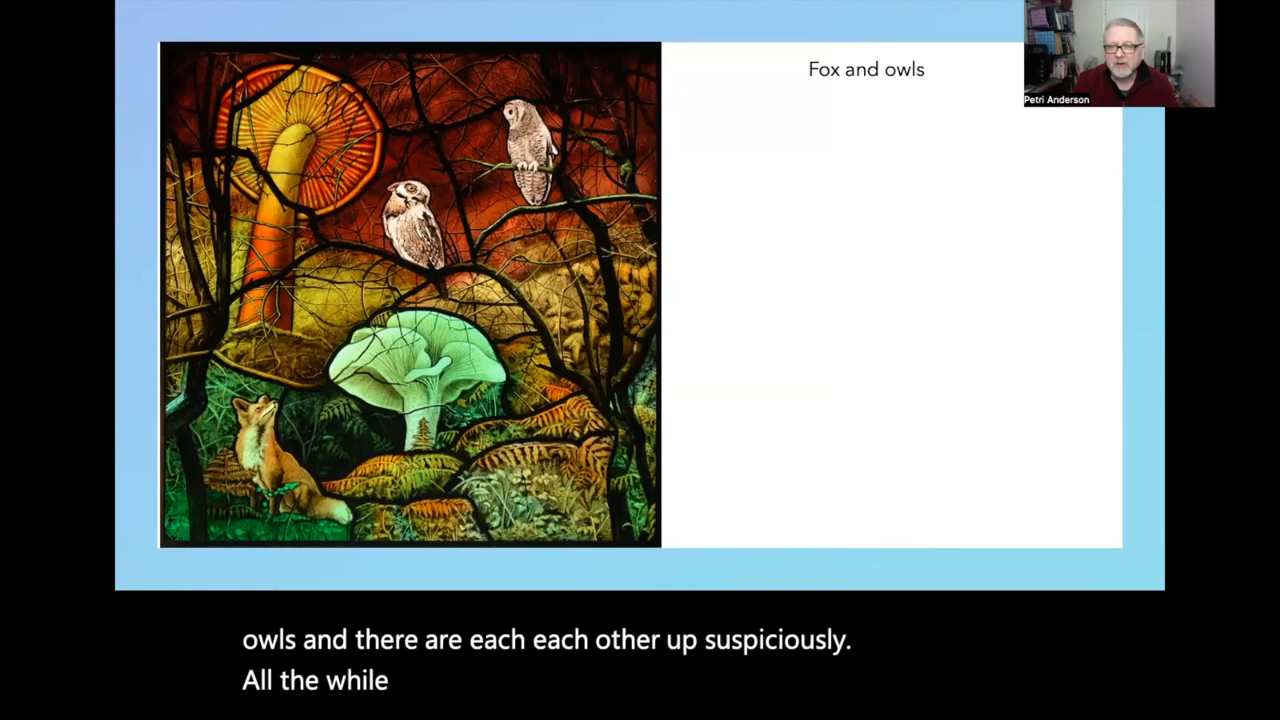 Fox and owls
Petri Anderson
owls and there are each each other up suspiciously.
All the while